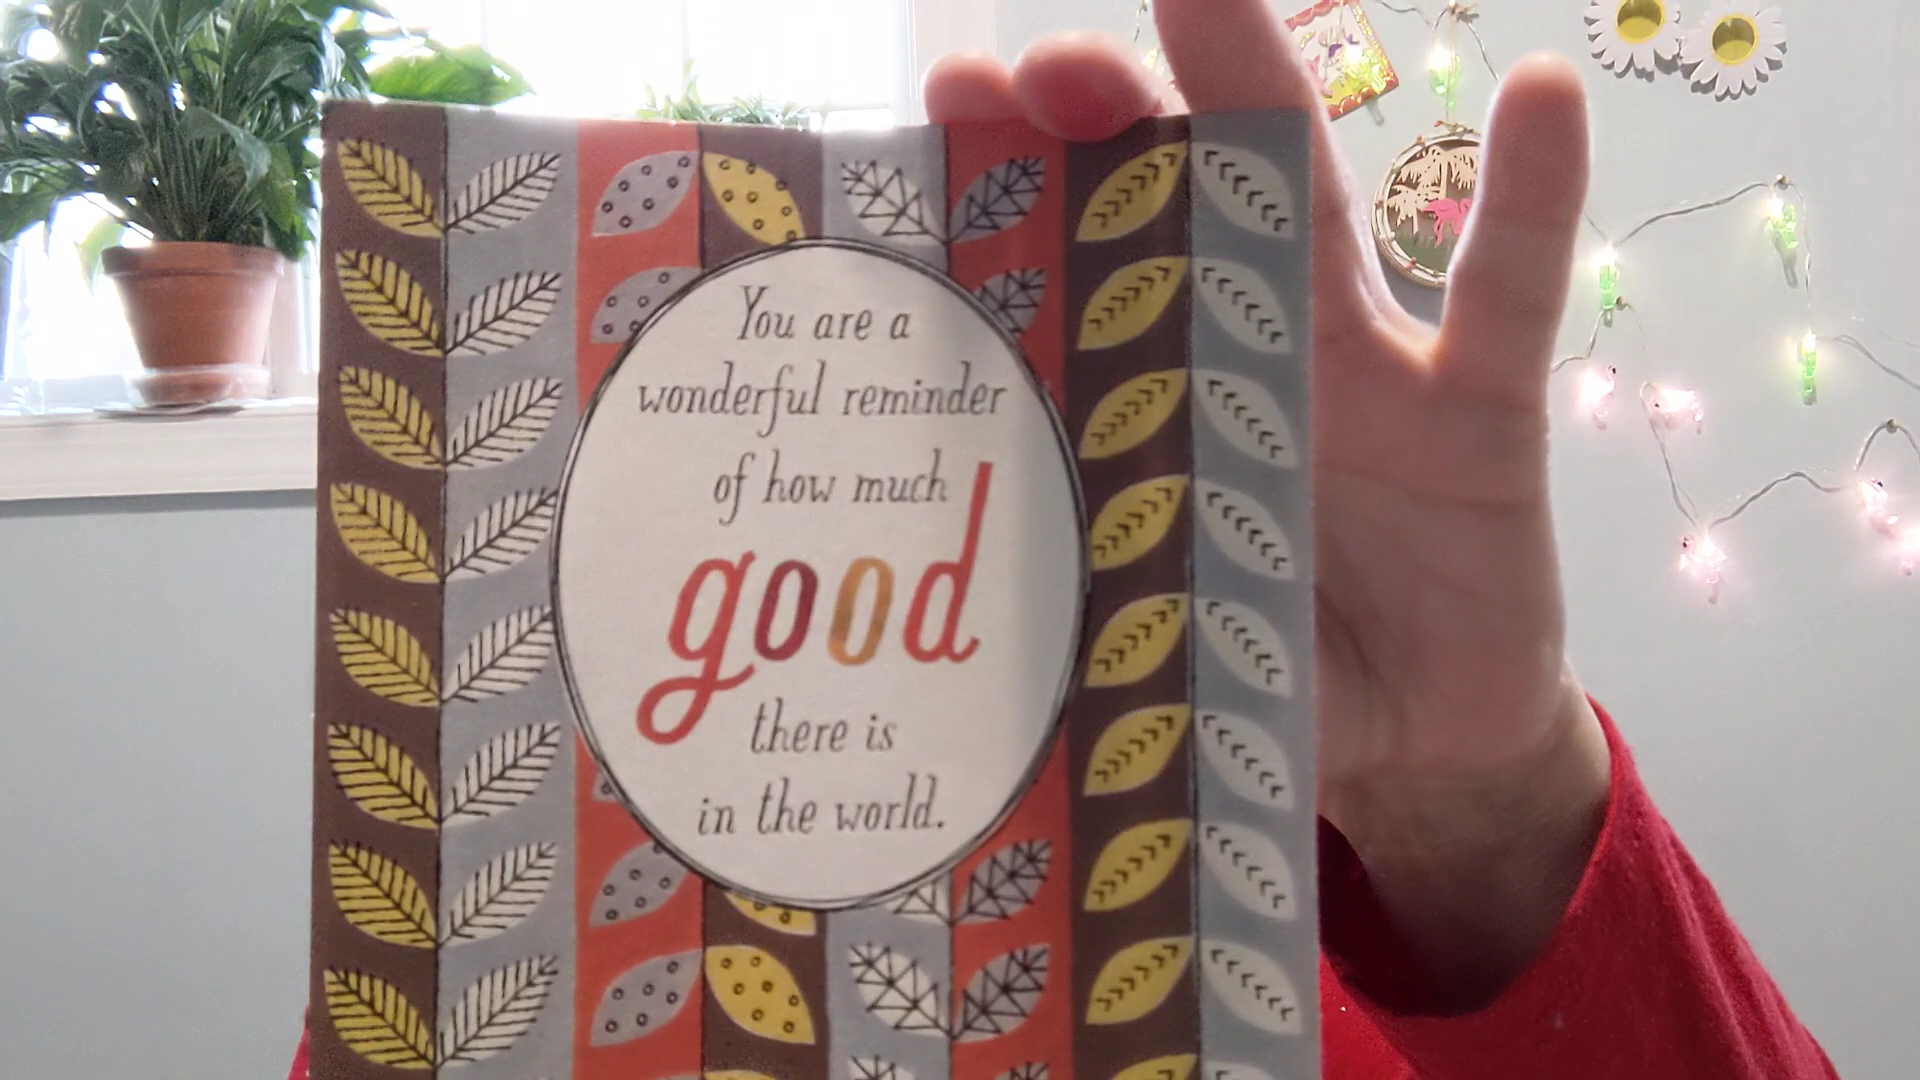 You are a
wonderful reminder
of how much
good
there is
in the world.